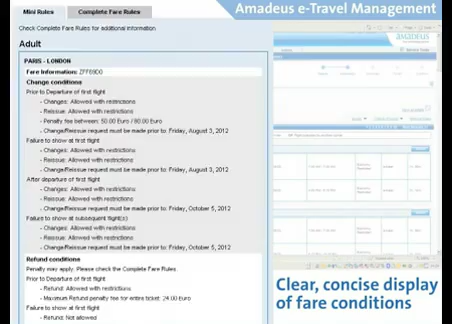 Mini Rules
Complete Fare Rules
Amadeus e-Travel Management
Check Complete Fare Rules for additional information
Adult
PARIS - LONDON
Fare Information: ZFF6BDD
Change conditions
Prior to Departure of first flight
- Changes: Allowed with restrictions
- Reissue: Allowed with restrictions
- Penalty fee between: 50.00 Euro / 80.00 Euro
- Change/Reissue request must be made prior to: Friday, August 3, 2012
Failure to show at first flight
- Changes: Allowed with restrictions
- Reissue: Allowed with restrictions
- Change/Reissue request must be made prior to: Friday, August 3, 2012
After departure of first flight
- Changes: Allowed with restrictions
- Reissue: Allowed with restrictions
- Change/Reissue request must be made prior to: Friday, October 5, 2012
Failure to show at subsequent flight(s)
- Changes: Allowed with restrictions
- Reissue: Allowed with restrictions
- Change/Reissue request must be made prior to: Friday, October 5, 2012
Refund conditions
Penalty may apply. Please check the Complete Fare Rules.
Prior to Departure of first flight
- Refund: Allowed with restrictions
- Maximum Refund penalty fee for entire ticket: 24.00 Euro
Failure to show at first flight
- Refund: Not allowed
amadeus
Clear, concise display
of fare conditions